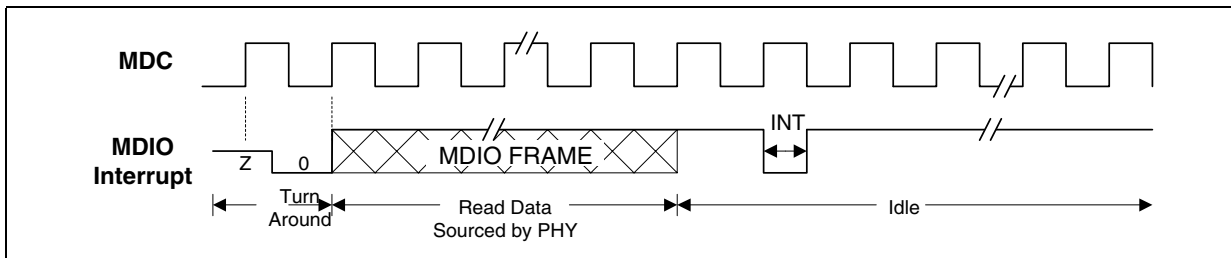 MDC
MDIO
Interrupt
Z
0
MDIO FRAME
INT
Turn
Around
Read Data
Sourced by PHY
Idle